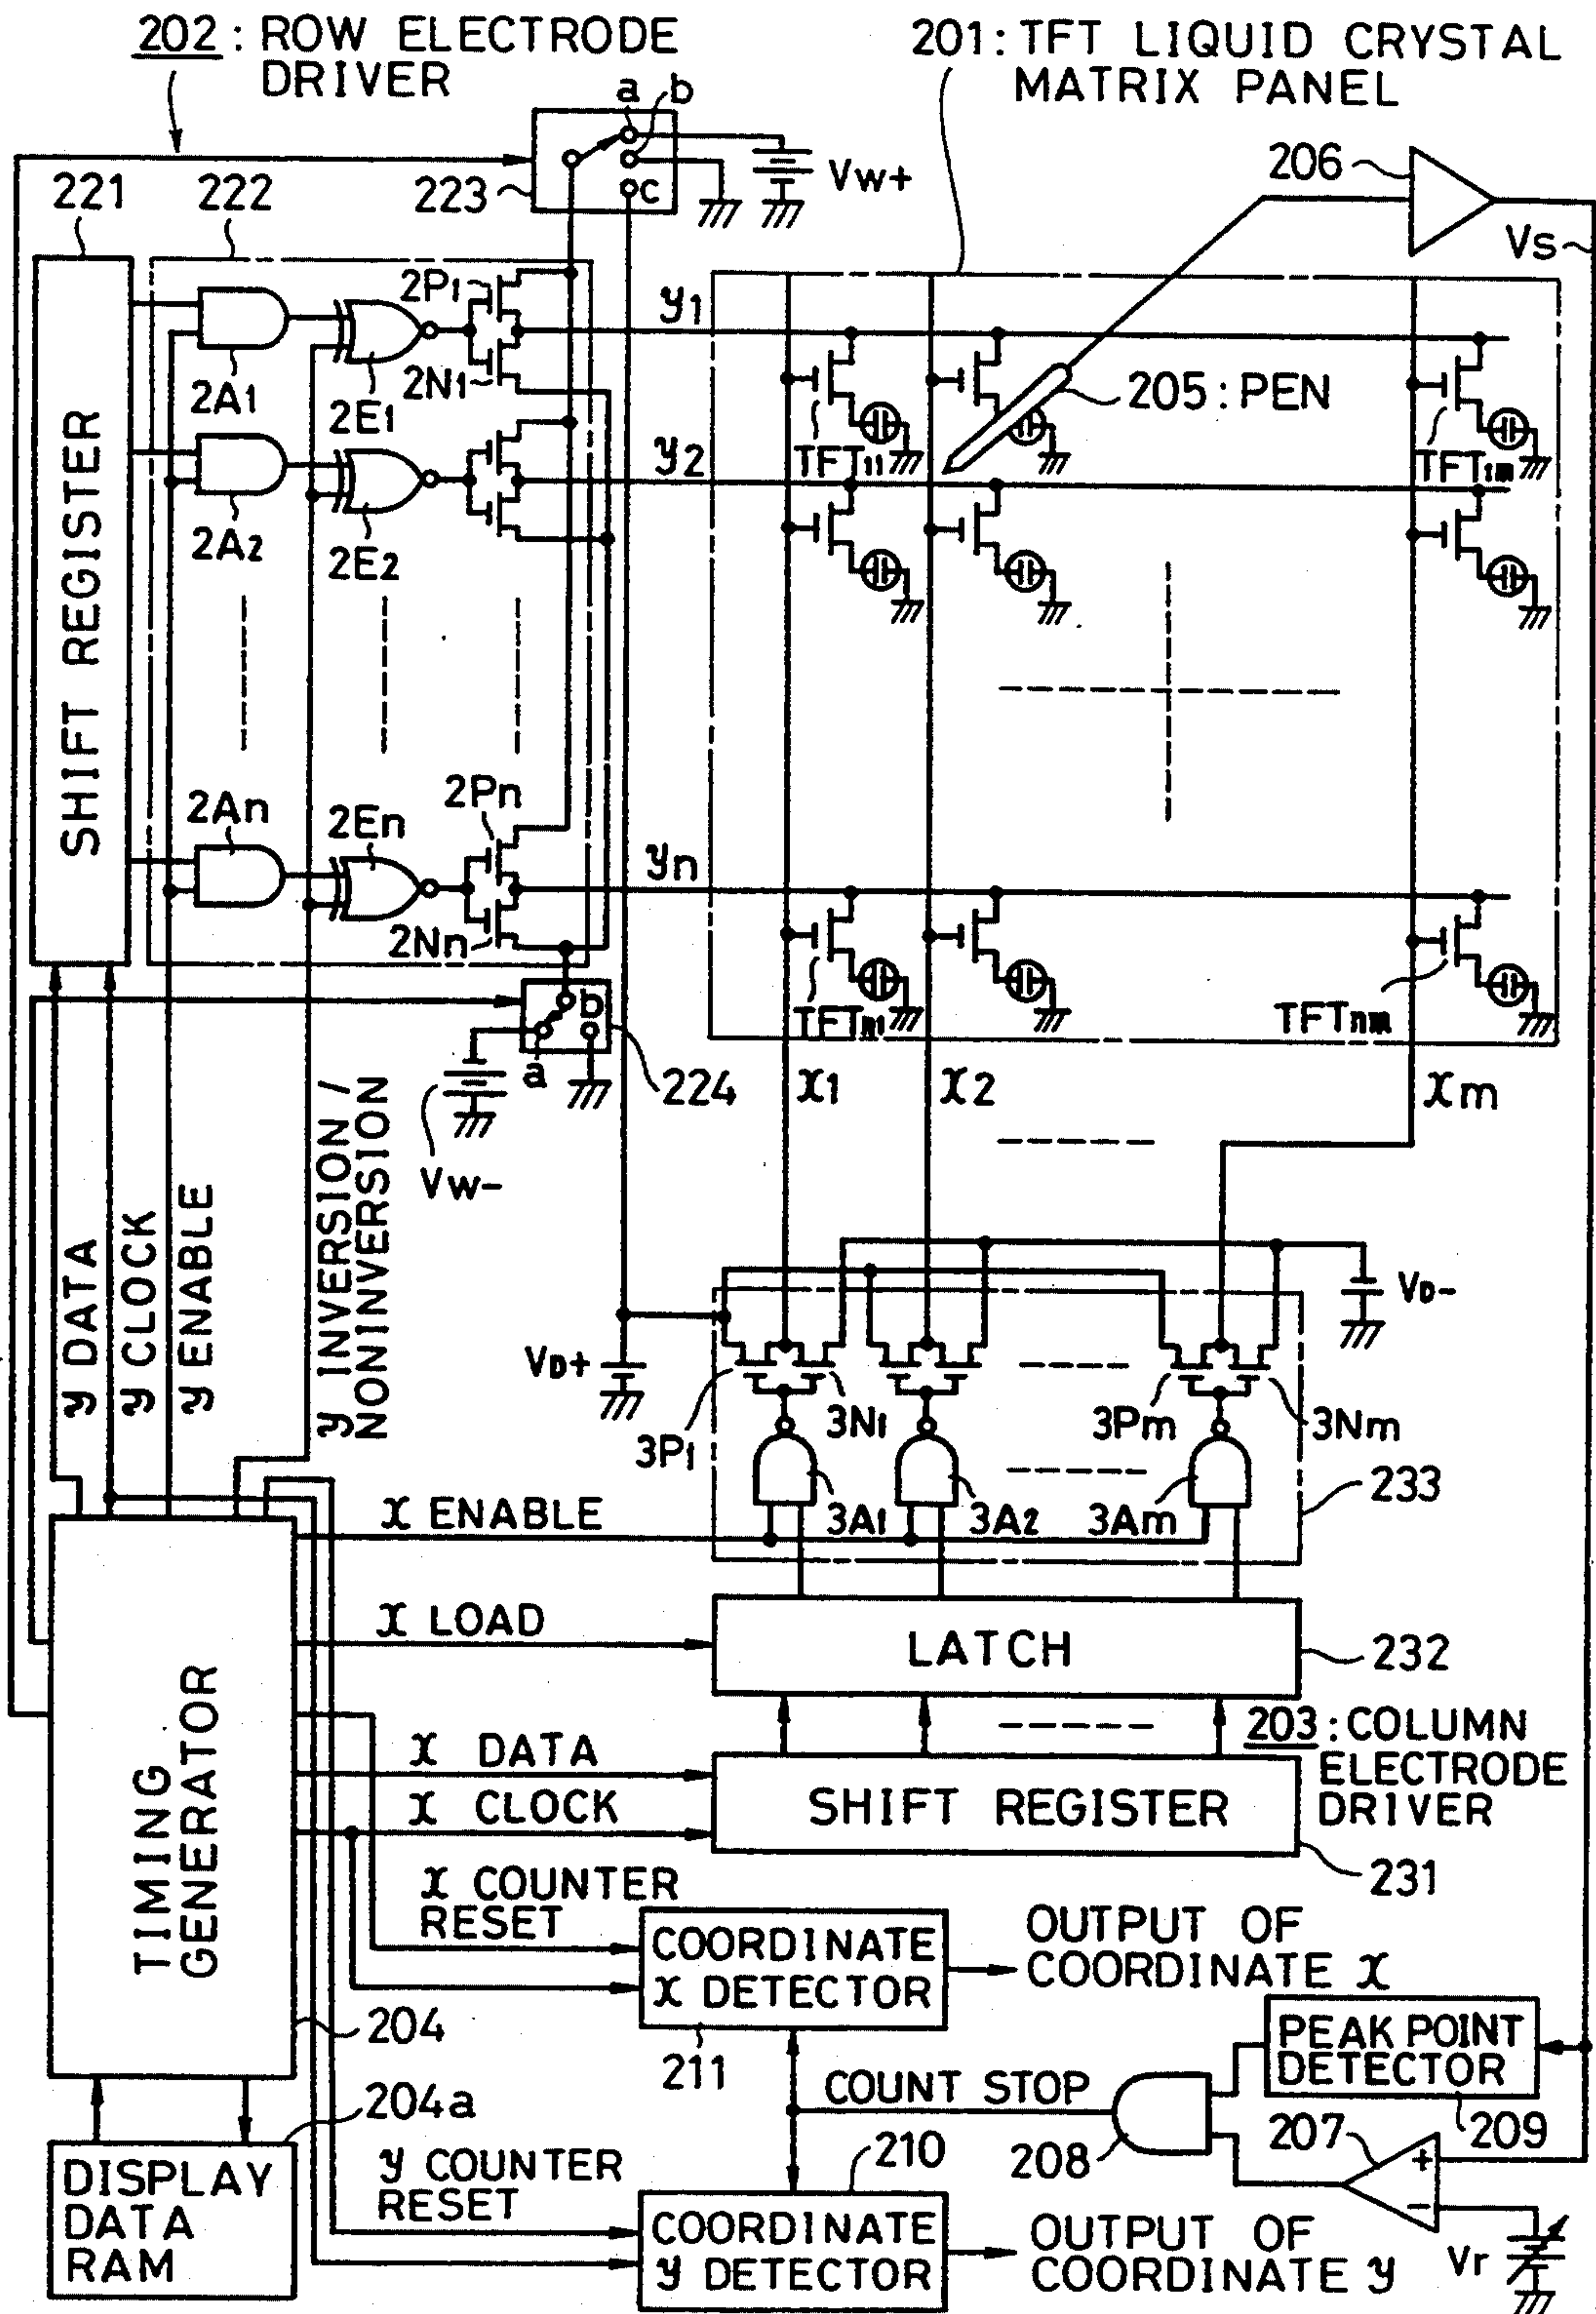 202 : ROW ELECTRODE
DRIVER
201 : TFT LIQUID CRYSTAL
MATRIX PANEL
a
b
c
223
Vw+
206
Vs
221
222
SHIFT REGISTER
2A1
2E1
2P1
2N1
y1
TFT11
205 : PEN
TFT1m
2A2
2E2
y2
2An
2En
2Pn
2Nn
yn
TFTn1
TFTnm
b
a
224
Vw-
x1
x2
xm
y DATA
y CLOCK
y ENABLE
y INVERSION /
NONINVERSION
VD+
VD-
3P1
3N1
3Pm
3Nm
3A1
3A2
3Am
233
x ENABLE
x LOAD
LATCH
232
203 : COLUMN
ELECTRODE
DRIVER
x DATA
x CLOCK
SHIFT REGISTER
231
TIMING
GENERATOR
204
x COUNTER
RESET
COORDINATE
x DETECTOR
211
OUTPUT OF
COORDINATE x
PEAK POINT
DETECTOR
209
COUNT STOP
208
207
+
−
Vr
204a
DISPLAY
DATA
RAM
y COUNTER
RESET
210
COORDINATE
y DETECTOR
OUTPUT OF
COORDINATE y